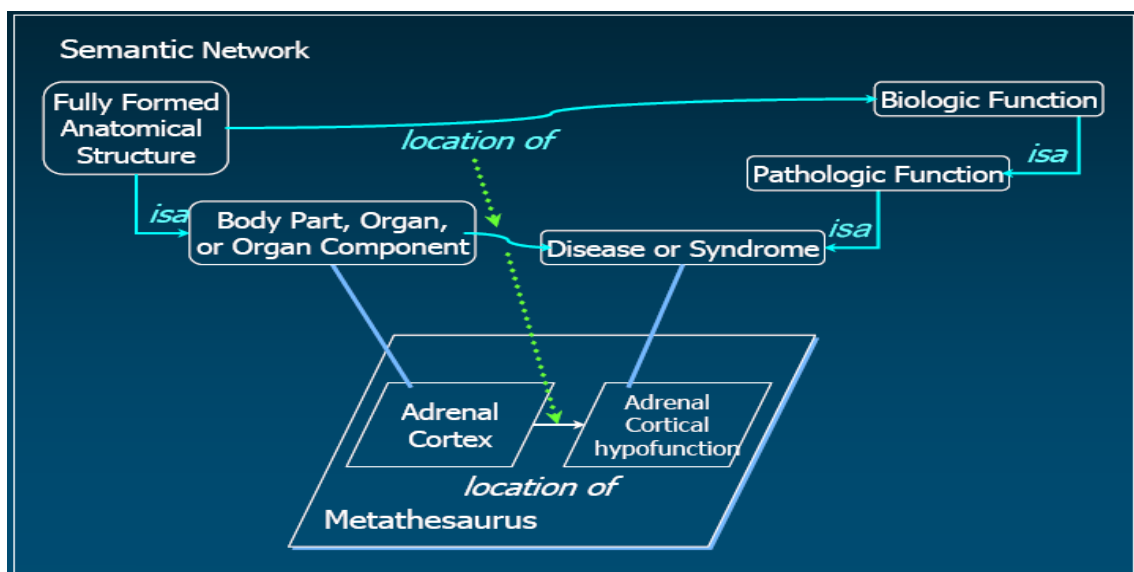 Semantic Network
Fully Formed
Anatomical
Structure
Biologic Function
location of
isa
Pathologic Function
isa
Body Part, Organ,
or Organ Component
isa
Disease or Syndrome
Adrenal
Cortex
Adrenal
Cortical
hypofunction
location of
Metathesaurus